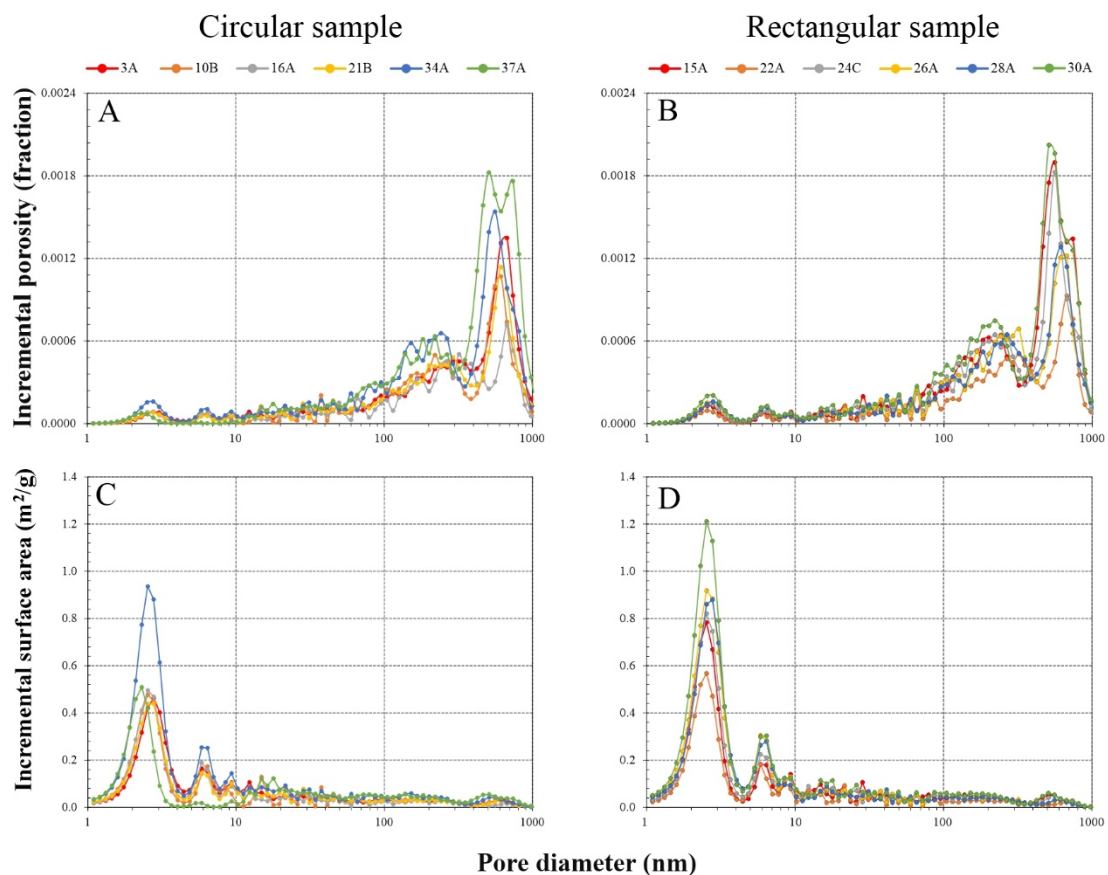 Circular sample
Rectangular sample
3A 10B 16A 21B 34A 37A
15A 22A 24C 26A 28A 30A
Incremental porosity (fraction)
A
0.0024
0.0018
0.0012
0.0006
0.0000
1 10 100 1000
B
0.0024
0.0018
0.0012
0.0006
0.0000
1 10 100 1000
Incremental surface area (m²/g)
C
1.4
1.2
1.0
0.8
0.6
0.4
0.2
0.0
1 10 100 1000
D
1.4
1.2
1.0
0.8
0.6
0.4
0.2
0.0
1 10 100 1000
Pore diameter (nm)